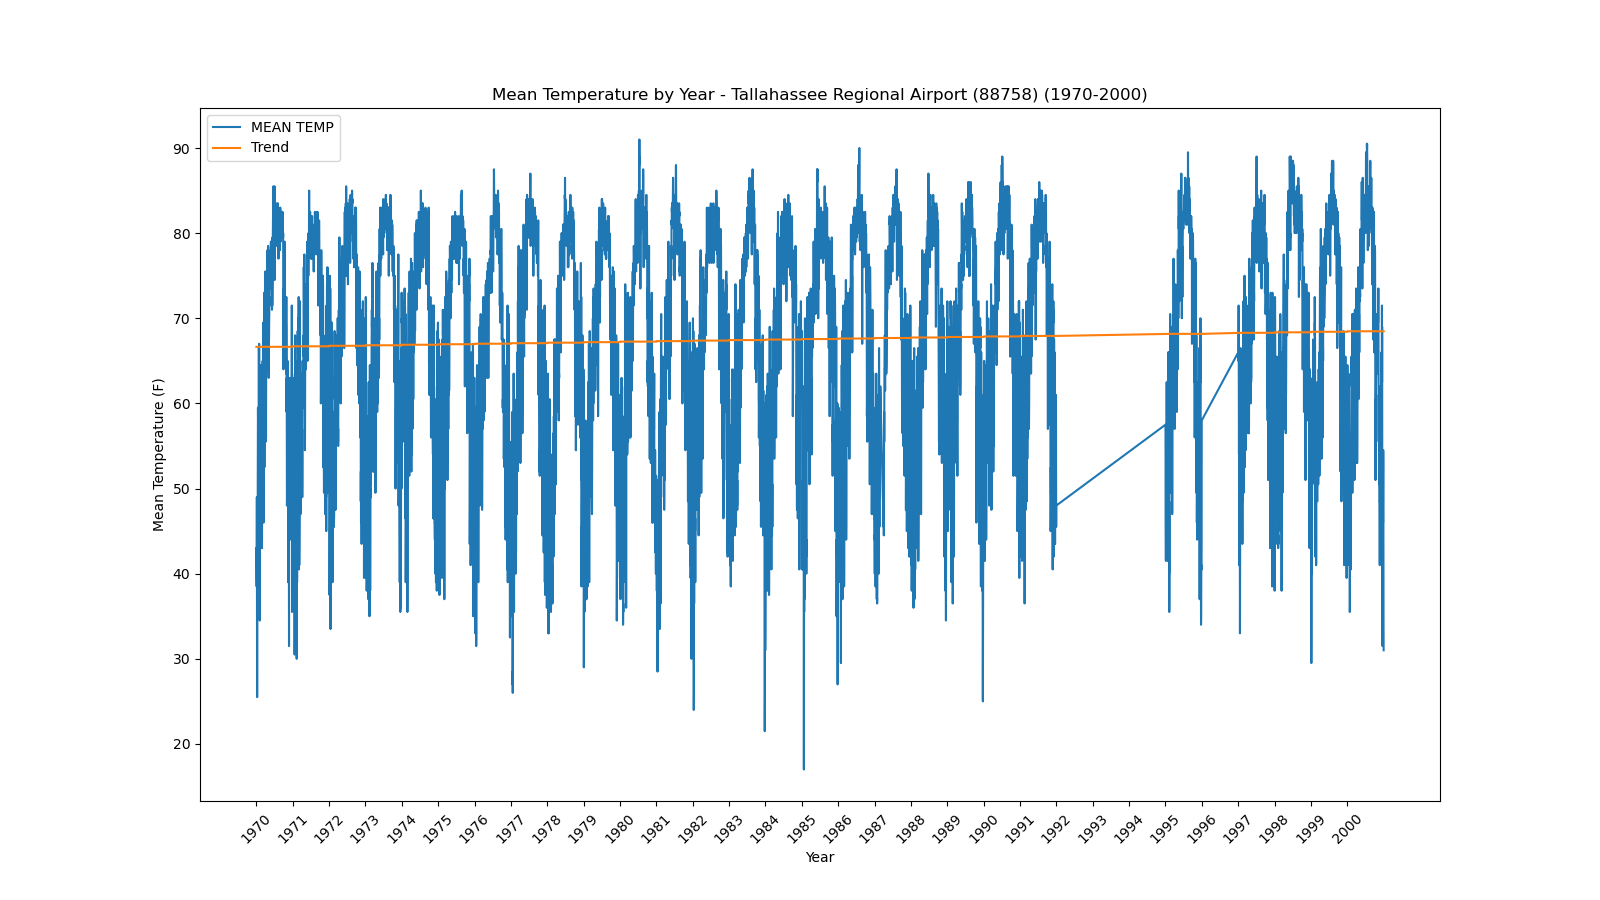 Mean Temperature by Year - Tallahassee Regional Airport (88758) (1970-2000)
MEAN TEMP
Trend
90
80
70
60
50
40
30
20
Mean Temperature (F)
1970 1971 1972 1973 1974 1975 1976 1977 1978 1979 1980 1981 1982 1983 1984 1985 1986 1987 1988 1989 1990 1991 1992 1993 1994 1995 1996 1997 1998 1999 2000
Year